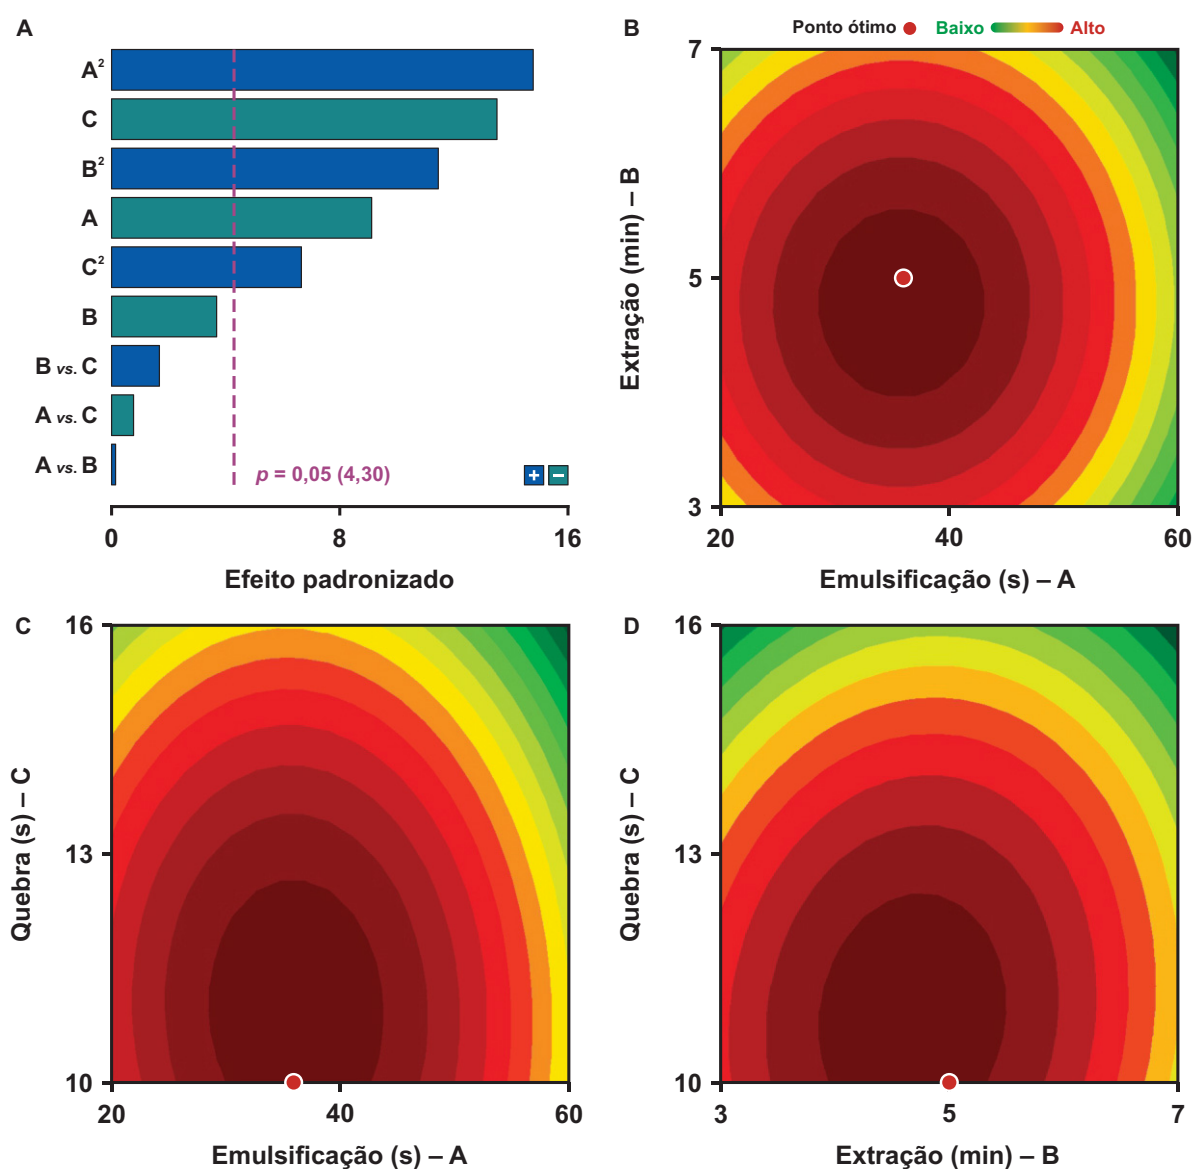 A
A²
C
B²
A
C²
B
B vs. C
A vs. C
A vs. B
p = 0,05 (4,30)
+ −
0 8 16
Efeito padronizado
B
Ponto ótimo Baixo Alto
7
5
3
Extração (min) – B
20 40 60
Emulsificação (s) – A
C
16
13
10
Quebra (s) – C
20 40 60
Emulsificação (s) – A
D
16
13
10
Quebra (s) – C
3 5 7
Extração (min) – B